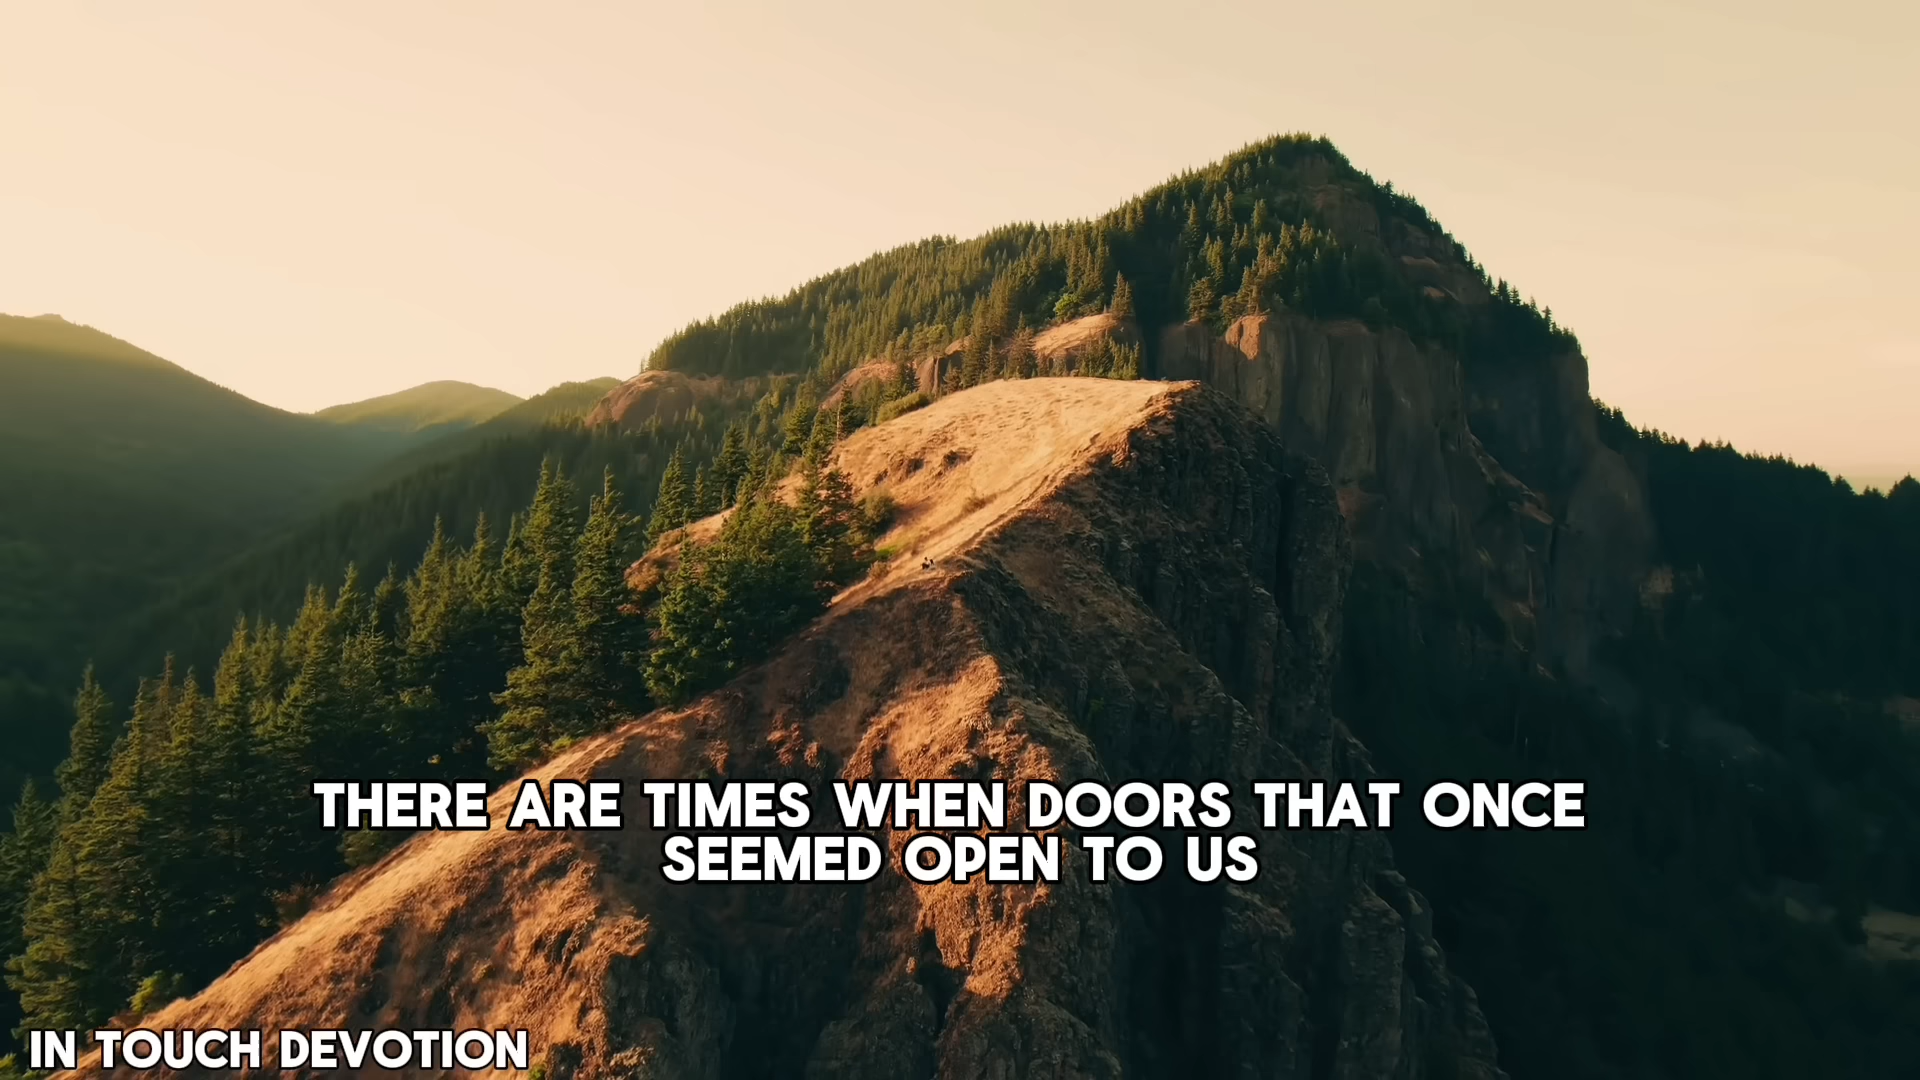 THERE ARE TIMES WHEN DOORS THAT ONCE
SEEMED OPEN TO US
IN TOUCH DEVOTION